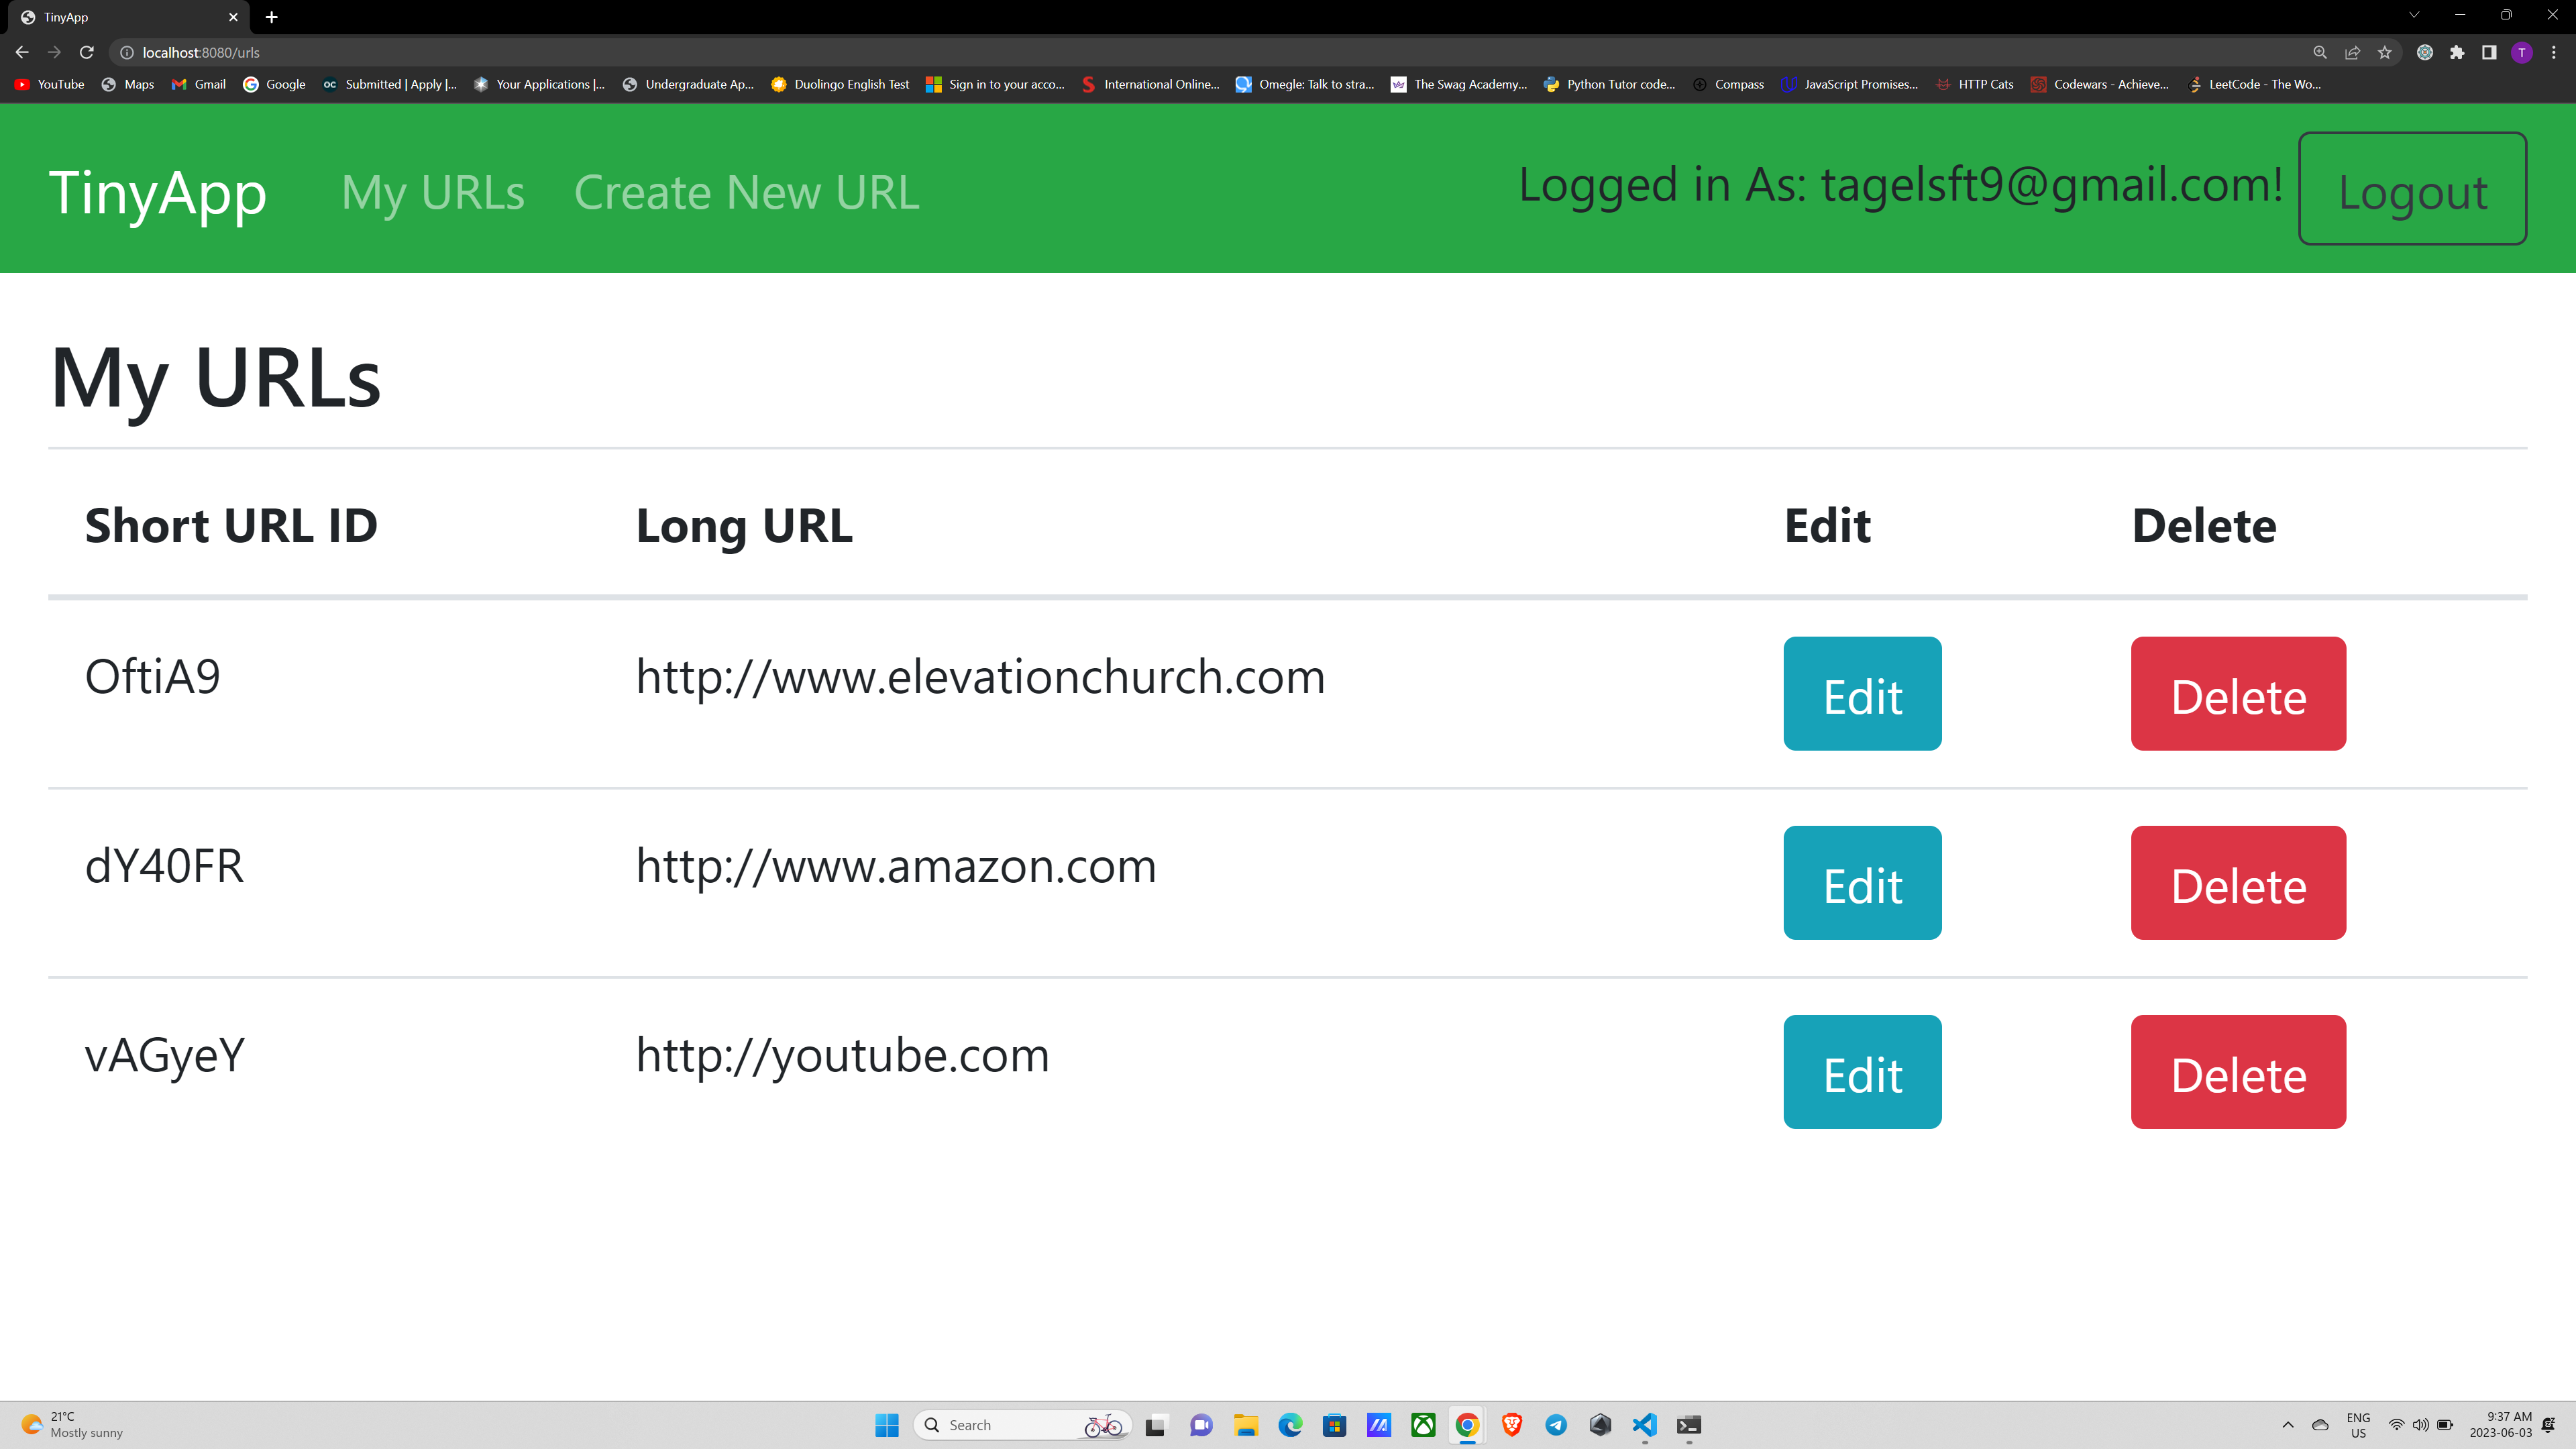 TinyApp
localhost:8080/urls
T
YouTube Maps Gmail Google Submitted | Apply |... Your Applications |... Undergraduate Ap... Duolingo English Test Sign in to your acco... International Online... Omegle: Talk to stra... The Swag Academy... Python Tutor code... Compass JavaScript Promises... HTTP Cats Codewars - Achieve... LeetCode - The Wo...
TinyApp My URLs Create New URL Logged in As: tagelsft9@gmail.com! Logout
My URLs
Short URL ID Long URL Edit Delete
OftiA9 http://www.elevationchurch.com Edit Delete
dY40FR http://www.amazon.com Edit Delete
vAGyeY http://youtube.com Edit Delete
21°C
Mostly sunny
Search
ENG
US
9:37 AM
2023-06-03